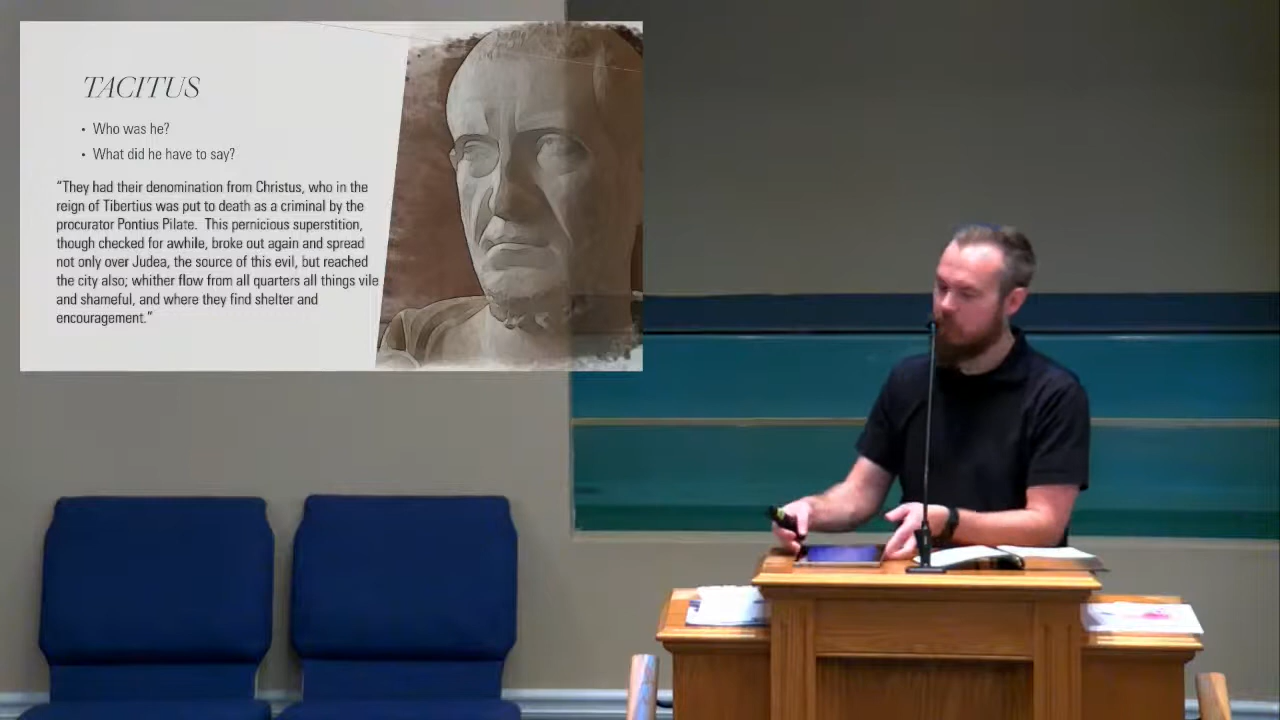 TACITUS
• Who was he?
• What did he have to say?
“They had their denomination from Christus, who in the
reign of Tibertius was put to death as a criminal by the
procurator Pontius Pilate. This pernicious superstition,
though checked for awhile, broke out again and spread
not only over Judea, the source of this evil, but reached
the city also; whither flow from all quarters all things vile
and shameful, and where they find shelter and
encouragement.”